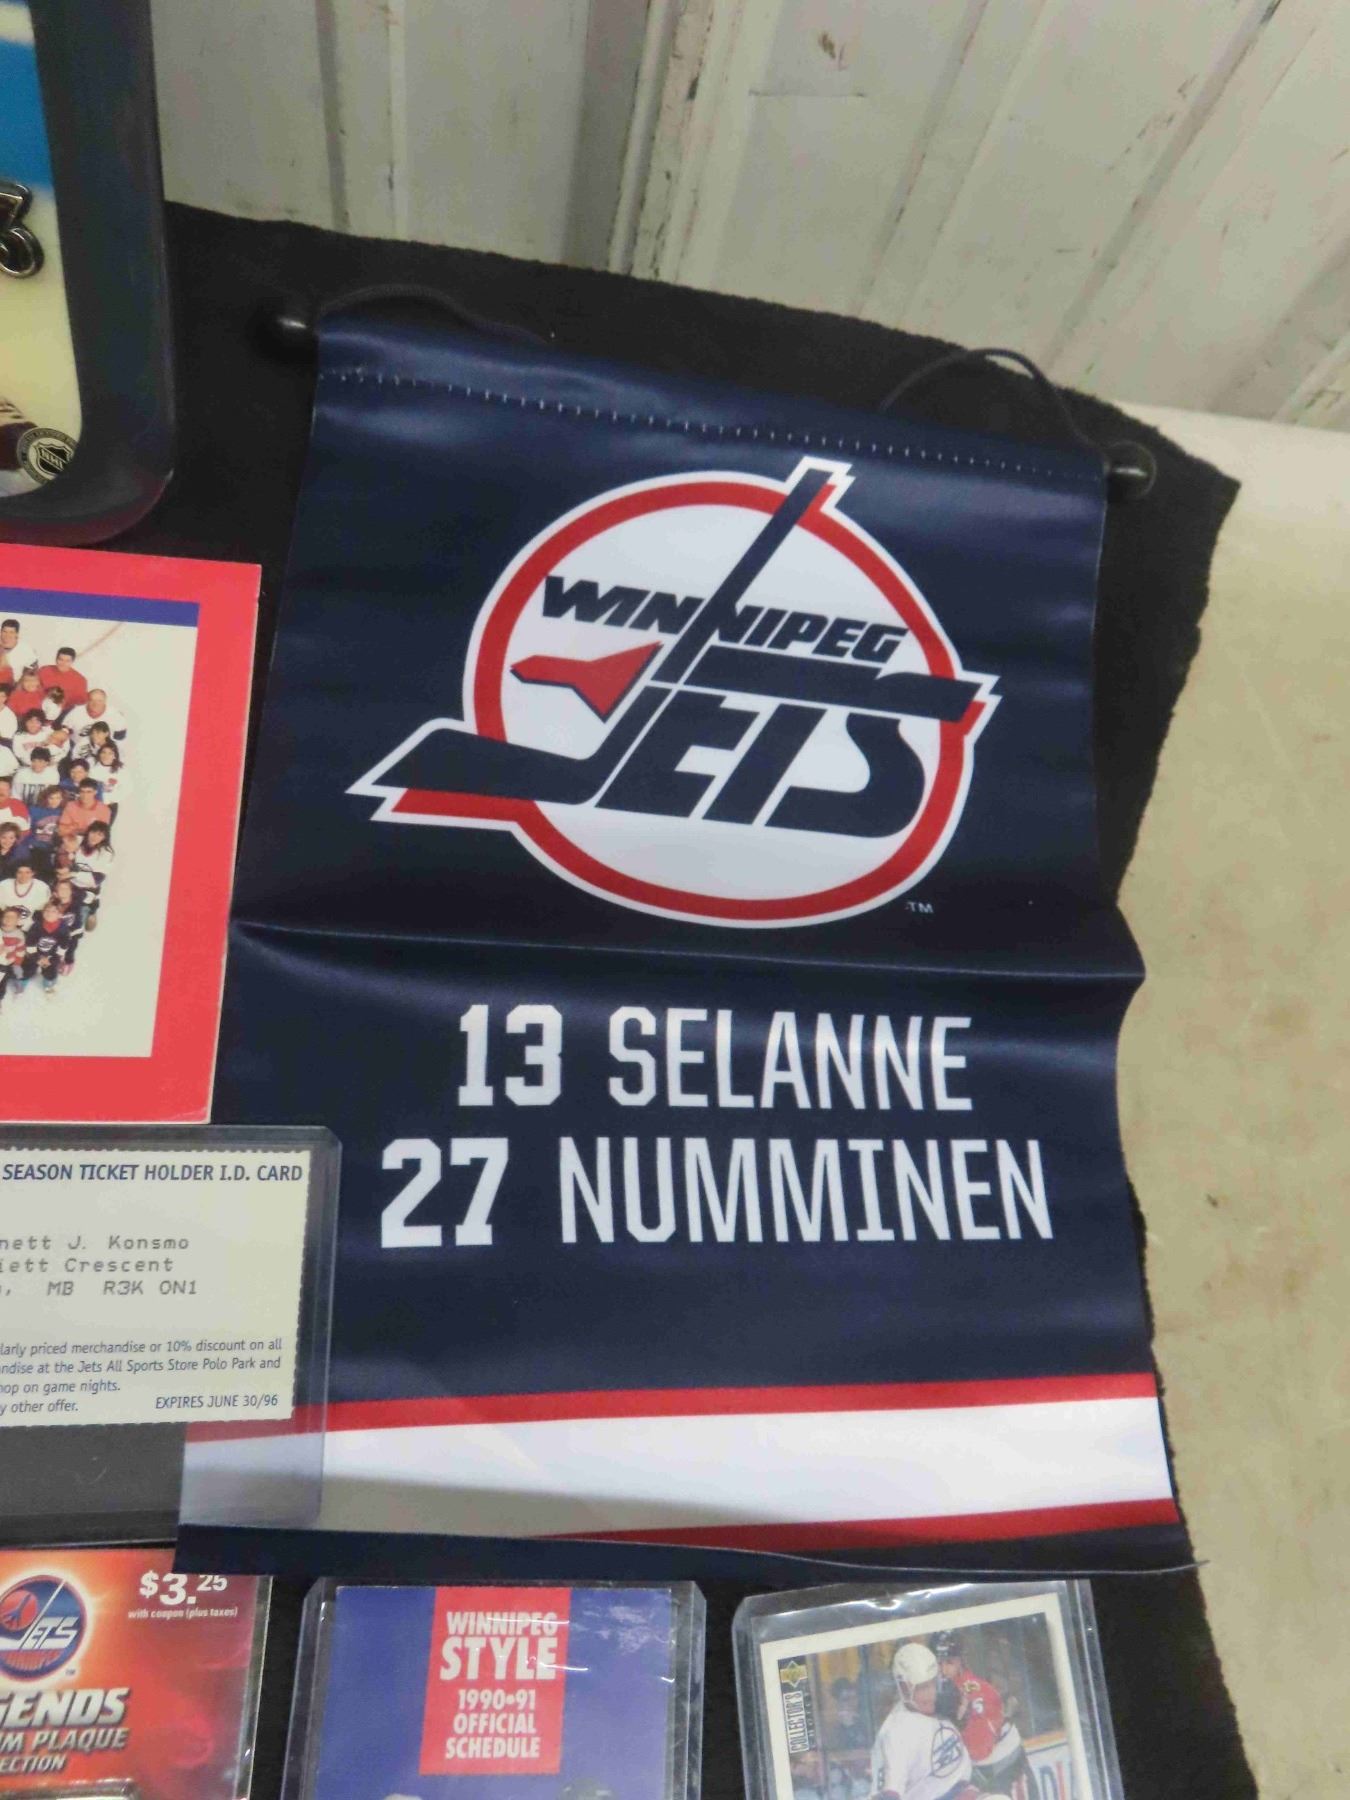 NHL
WINNIPEG
JETS
TM
13 SELANNE
27 NUMMINEN
SEASON TICKET HOLDER I.D. CARD
nett J. Konsmo
iett Crescent
, MB R3K 0N1
larly priced merchandise or 10% discount on all
ndise at the Jets All Sports Store Polo Park and
hop on game nights.
y other offer. EXPIRES JUNE 30/96
JETS
$3.25
with coupon (plus taxes)
GENDS
M PLAQUE
ECTION
WINNIPEG
STYLE
1990•91
OFFICIAL
SCHEDULE
COLLECTOR'S